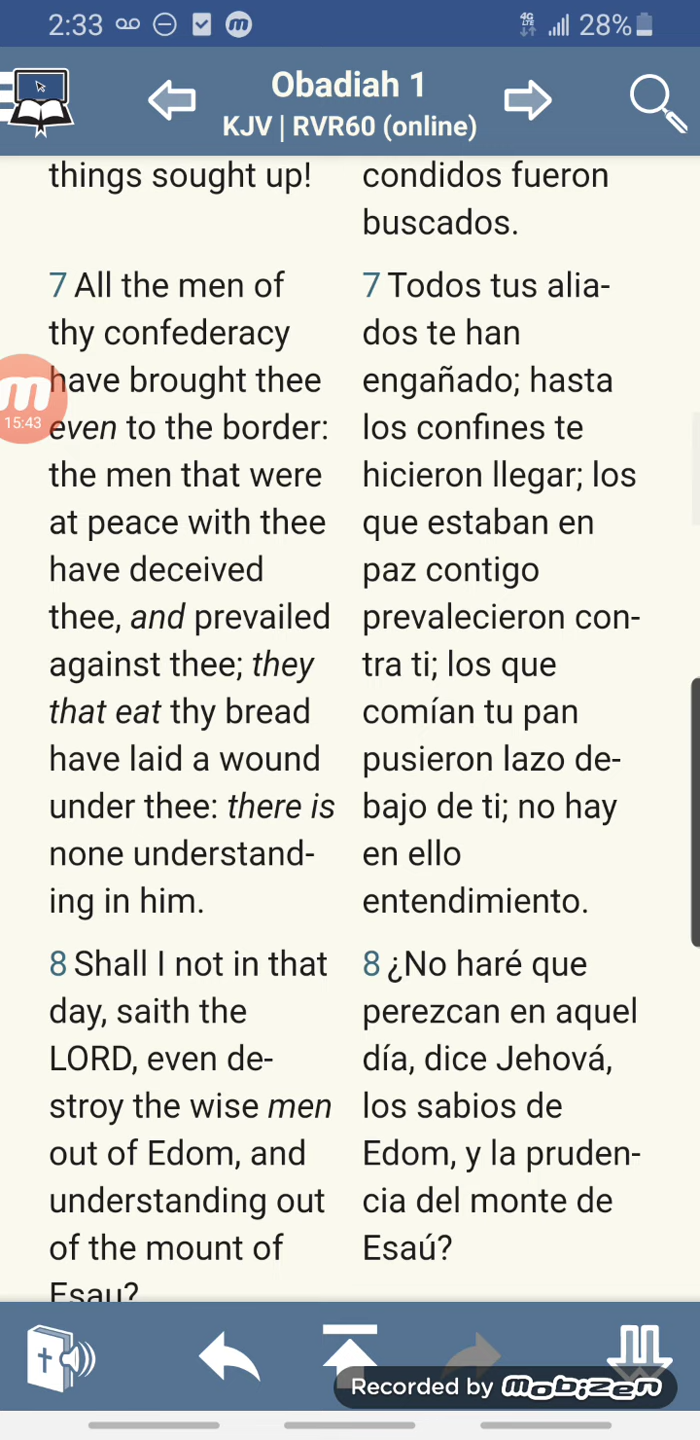 2:33
4G LTE
28%
Obadiah 1
KJV | RVR60 (online)
things sought up!
7 All the men of
thy confederacy
have brought thee
even to the border:
the men that were
at peace with thee
have deceived
thee, and prevailed
against thee; they
that eat thy bread
have laid a wound
under thee: there is
none understand-
ing in him.
8 Shall I not in that
day, saith the
LORD, even de-
stroy the wise men
out of Edom, and
understanding out
of the mount of
Esau?
condidos fueron
buscados.
7 Todos tus alia-
dos te han
engañado; hasta
los confines te
hicieron llegar; los
que estaban en
paz contigo
prevalecieron con-
tra ti; los que
comían tu pan
pusieron lazo de-
bajo de ti; no hay
en ello
entendimiento.
8 ¿No haré que
perezcan en aquel
día, dice Jehová,
los sabios de
Edom, y la pruden-
cia del monte de
Esaú?
m
15:43
Recorded by Mobizen